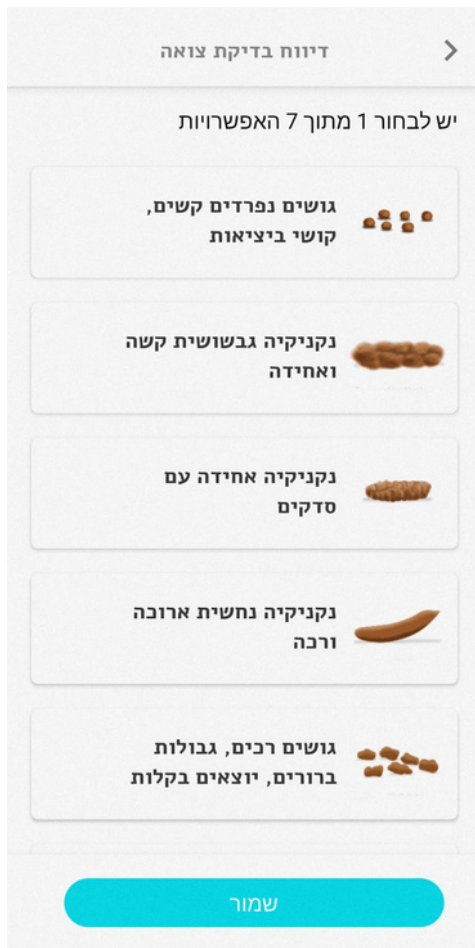 דיווח בדיקת צואה
יש לבחור 1 מתוך 7 האפשרויות
גושים נפרדים קשים,
קושי ביציאות
נקניקיה גבשושית קשה
ואחידה
נקניקיה אחידה עם
סדקים
נקניקיה נחשית ארוכה
ורכה
גושים רכים, גבולות
ברורים, יוצאים בקלות
שמור